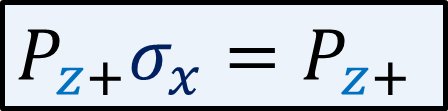 P_{z+}σ_x = P_{z+}